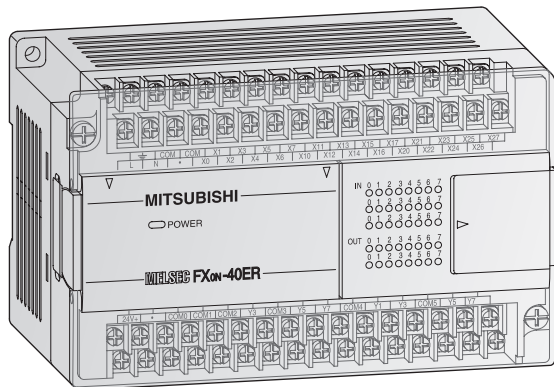 COM COM X1 X3 X5 X7 X11 X13 X15 X17 X21 X23 X25 X27
L N • X0 X2 X4 X6 X10 X12 X14 X16 X20 X22 X24 X26
MITSUBISHI
POWER
IN 0 1 2 3 4 5 6 7
0 1 2 3 4 5 6 7
0 1 2 3 4 5 6 7
OUT 0 1 2 3 4 5 6 7
0 1 2 3 4 5 6 7
MELSEC FX0N-40ER
24V+ • COM0 COM1 COM2 Y3 COM3 Y5 Y7 COM4 Y1 Y3 COM5 Y5 Y7